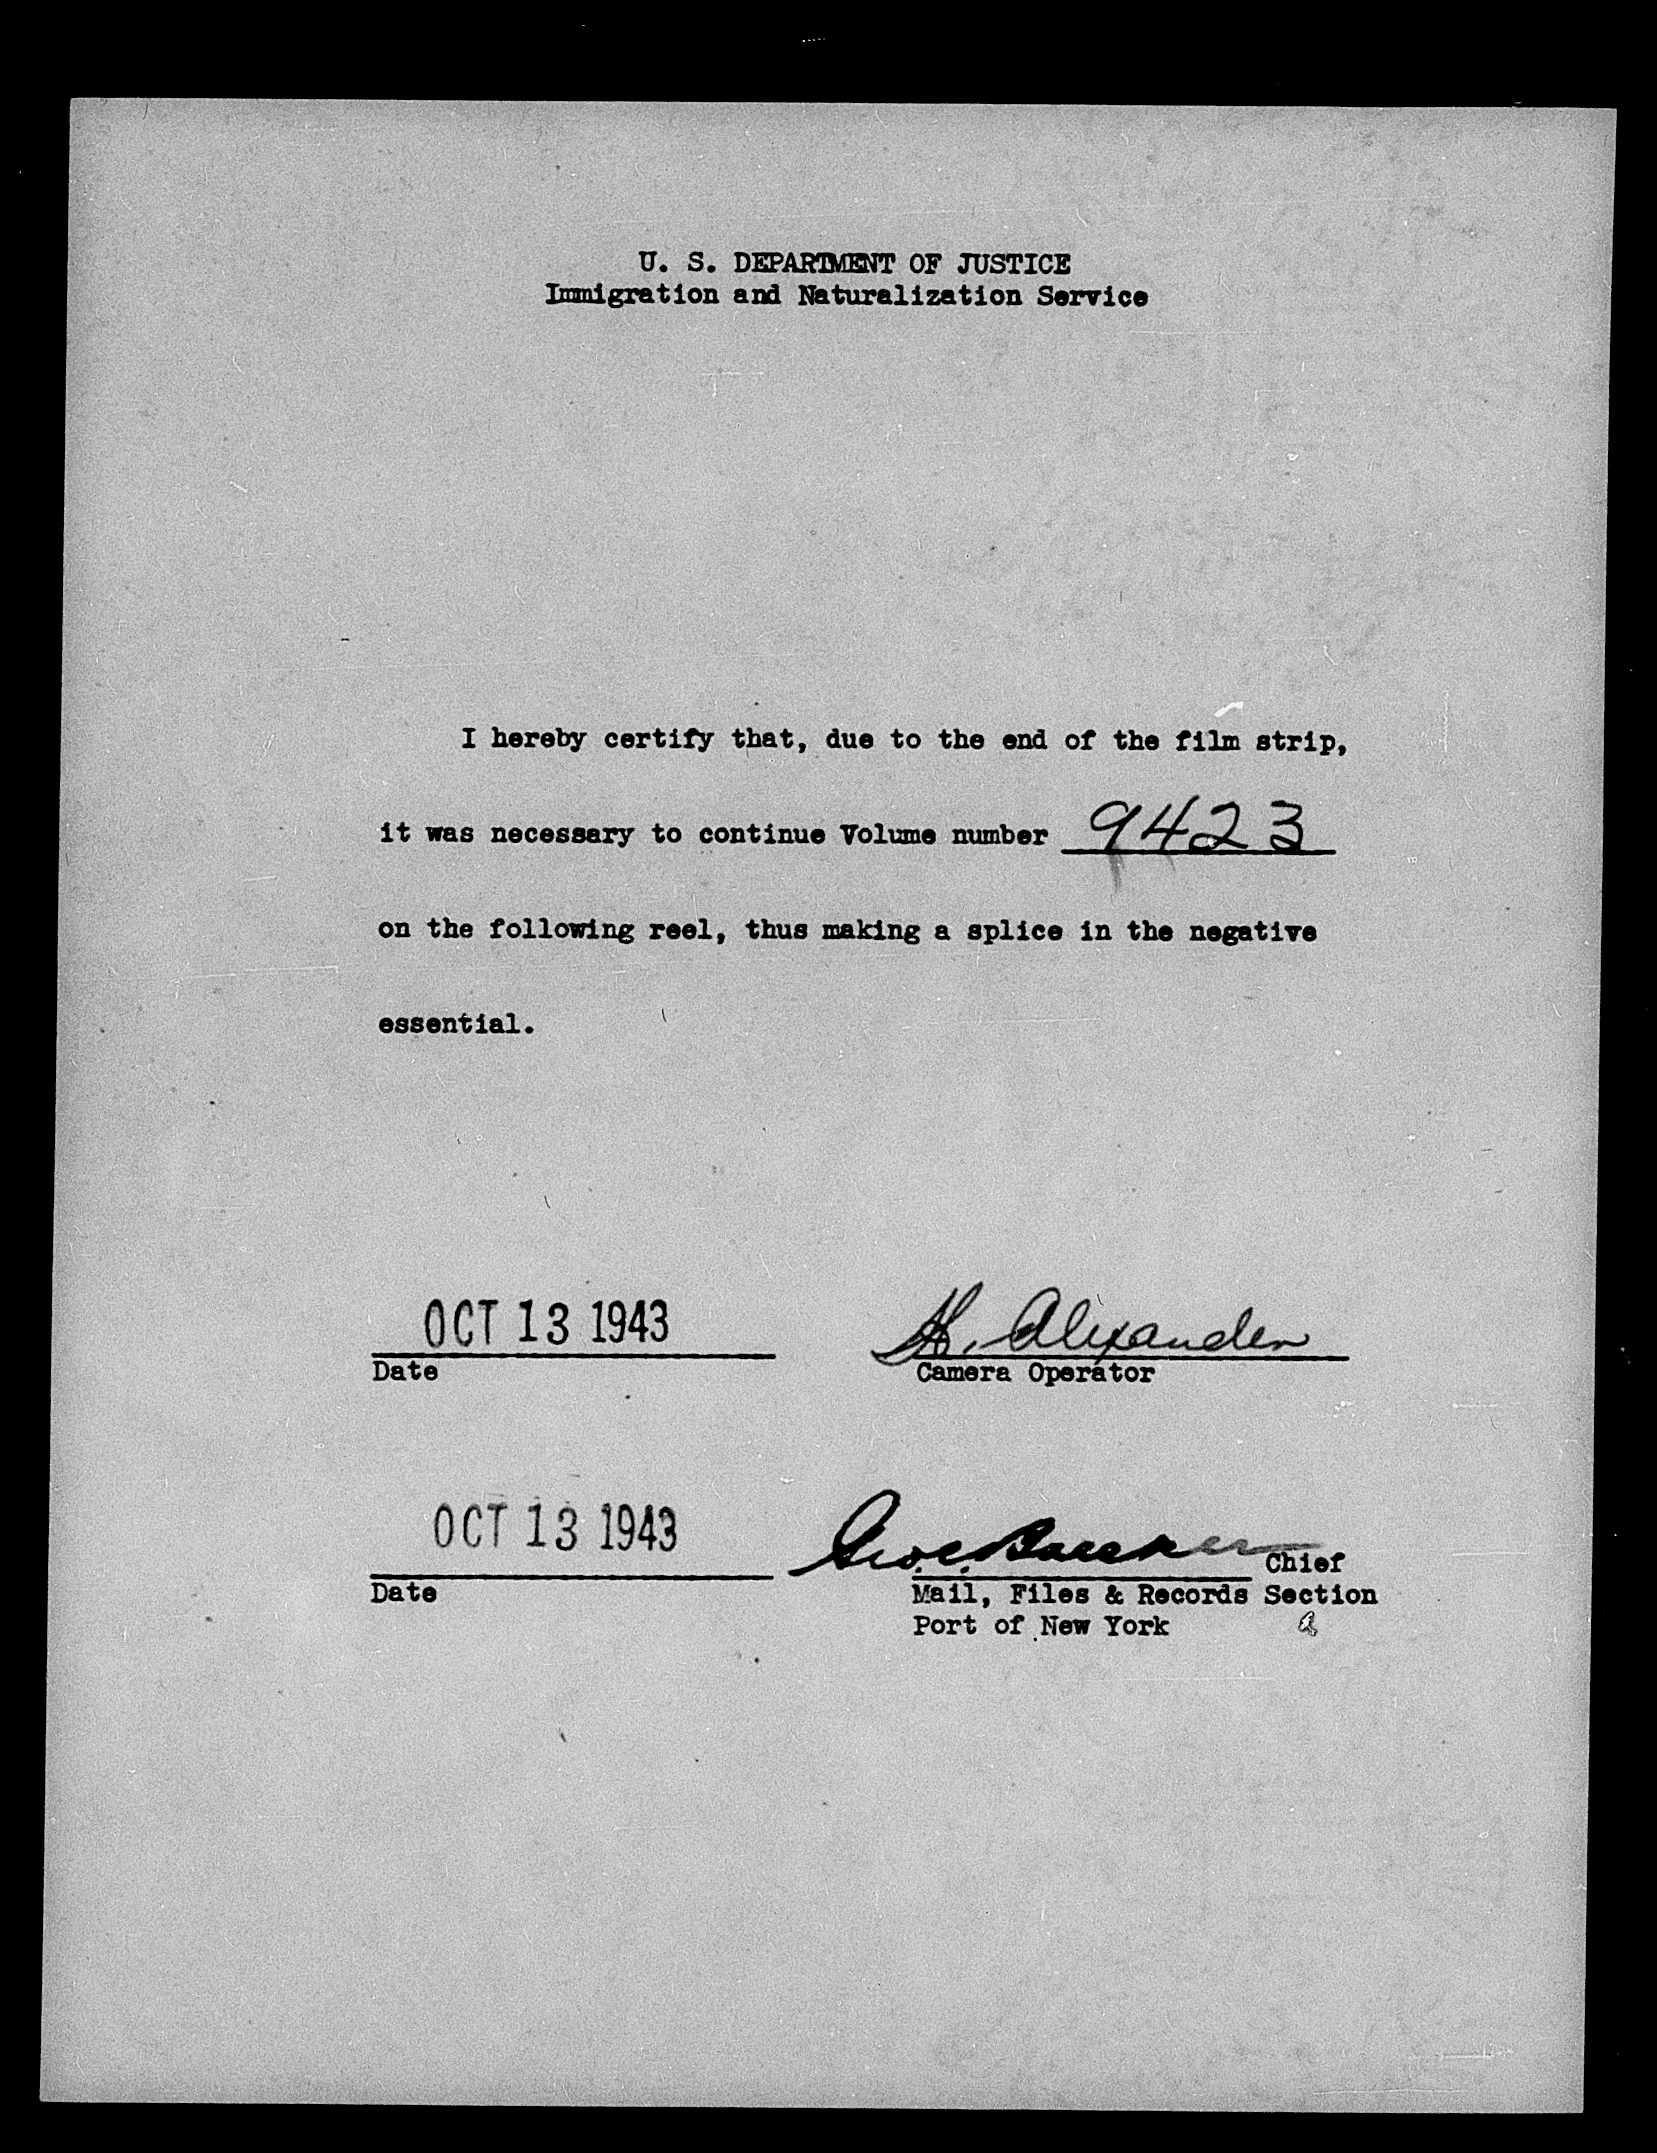 U. S. DEPARTMENT OF JUSTICE
Immigration and Naturalization Service
I hereby certify that, due to the end of the film strip,
it was necessary to continue Volume number 9423
on the following reel, thus making a splice in the negative
essential.
OCT 13 1943 H. Alexander
Date Camera Operator
OCT 13 1943 Geo. Chief
Date Mail, Files & Records Section
Port of New York